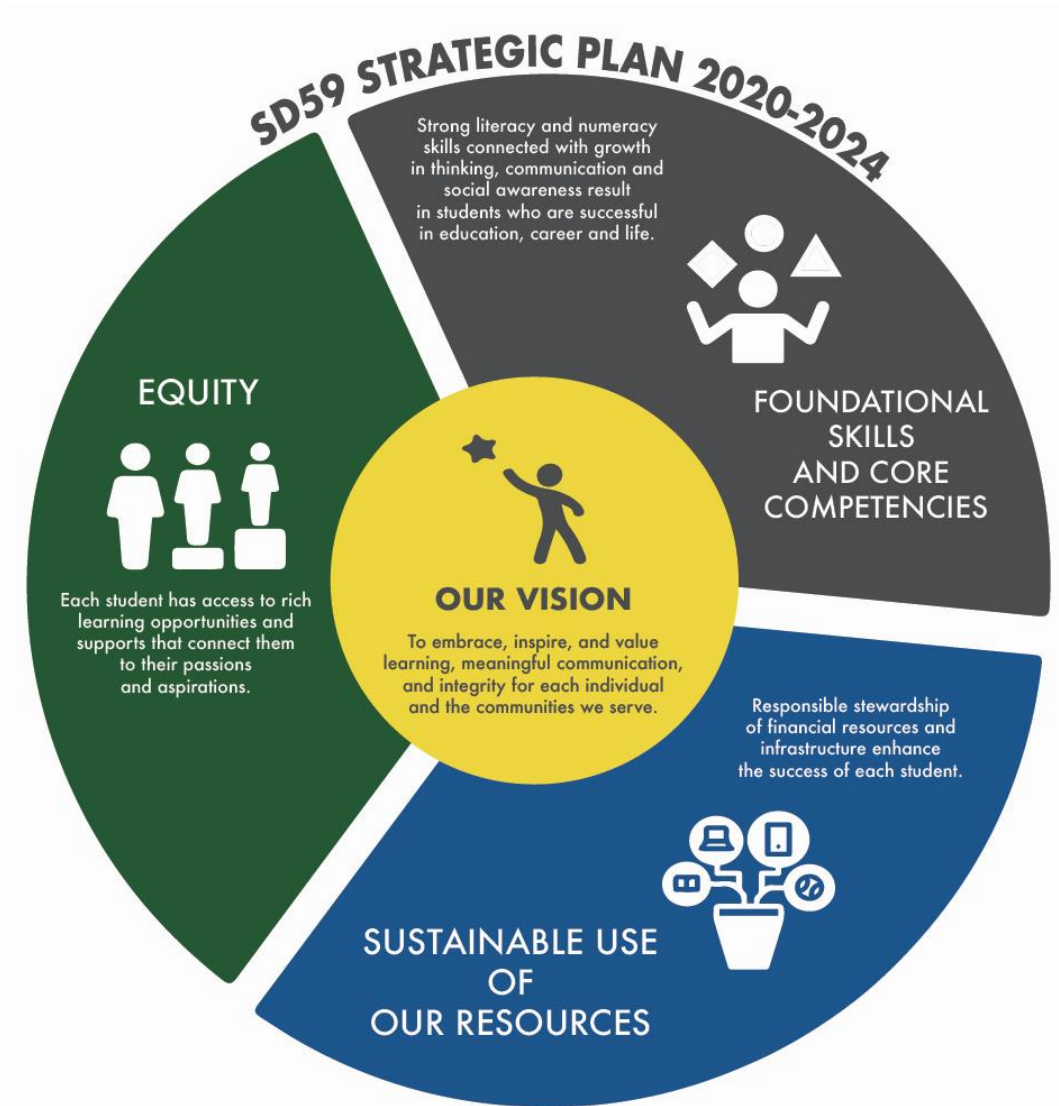 SD59 STRATEGIC PLAN 2020-2024
Strong literacy and numeracy
skills connected with growth
in thinking, communication and
social awareness result
in students who are successful
in education, career and life.
FOUNDATIONAL
SKILLS
AND CORE
COMPETENCIES
EQUITY
Each student has access to rich
learning opportunities and
supports that connect them
to their passions
and aspirations.
OUR VISION
To embrace, inspire, and value
learning, meaningful communication,
and integrity for each individual
and the communities we serve.
Responsible stewardship
of financial resources and
infrastructure enhance
the success of each student.
SUSTAINABLE USE
OF
OUR RESOURCES